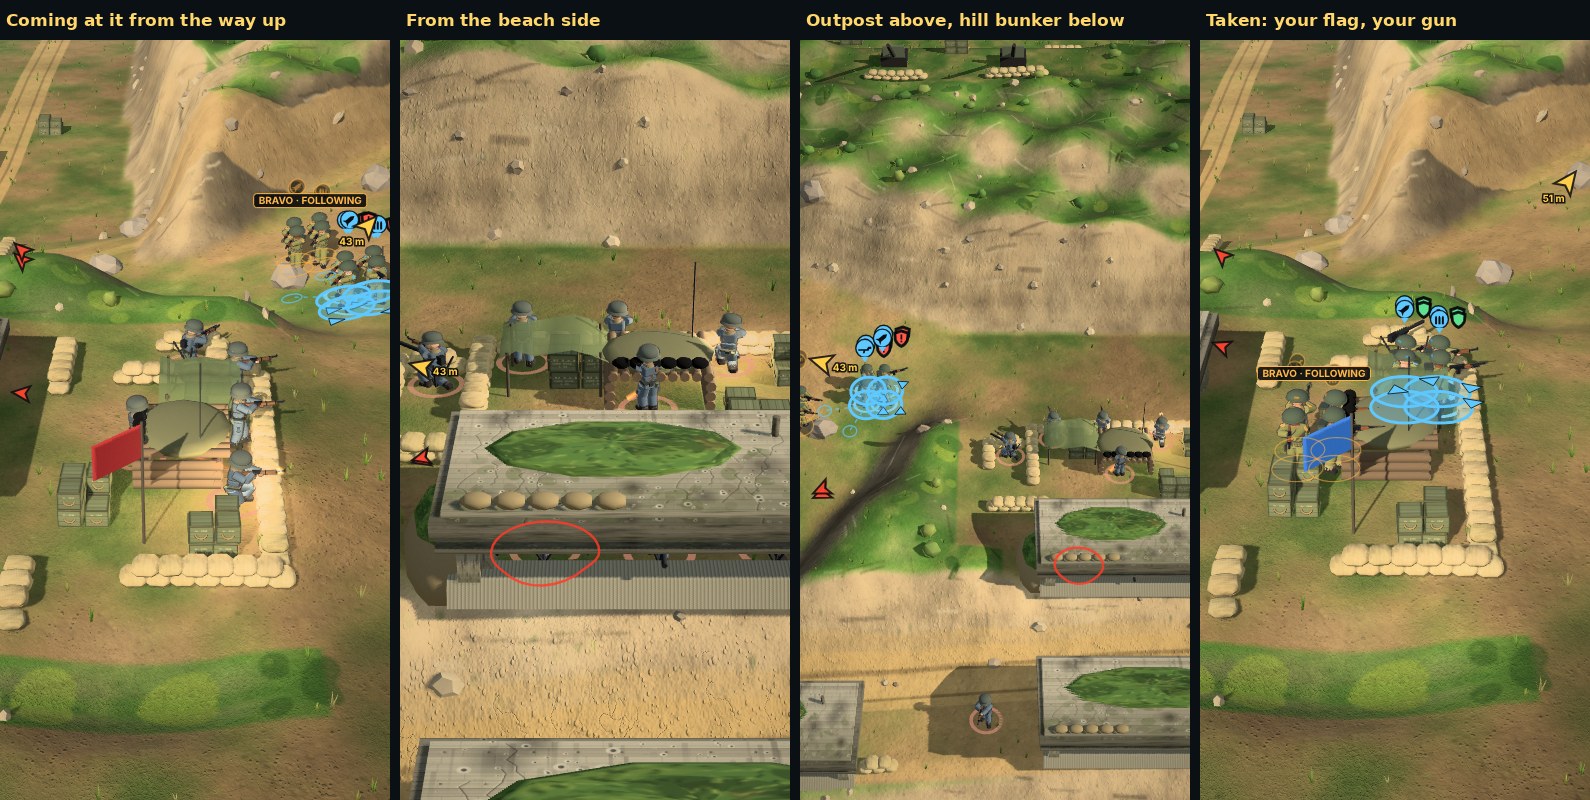 Coming at it from the way up
From the beach side
Outpost above, hill bunker below
Taken: your flag, your gun
BRAVO · FOLLOWING
43 m
43 m
43 m
51 m
BRAVO · FOLLOWING